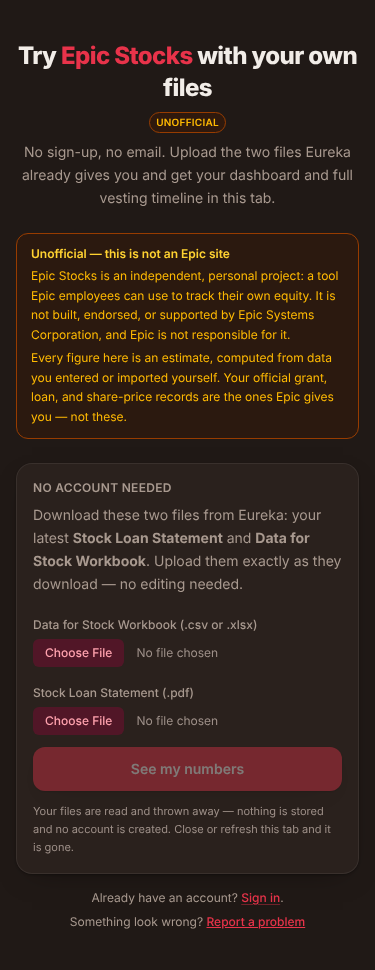 Try Epic Stocks with your own
files
UNOFFICIAL
No sign-up, no email. Upload the two files Eureka
already gives you and get your dashboard and full
vesting timeline in this tab.
Unofficial — this is not an Epic site
Epic Stocks is an independent, personal project: a tool
Epic employees can use to track their own equity. It is
not built, endorsed, or supported by Epic Systems
Corporation, and Epic is not responsible for it.
Every figure here is an estimate, computed from data
you entered or imported yourself. Your official grant,
loan, and share-price records are the ones Epic gives
you — not these.
NO ACCOUNT NEEDED
Download these two files from Eureka: your
latest Stock Loan Statement and Data for
Stock Workbook. Upload them exactly as they
download — no editing needed.
Data for Stock Workbook (.csv or .xlsx)
Choose File No file chosen
Stock Loan Statement (.pdf)
Choose File No file chosen
See my numbers
Your files are read and thrown away — nothing is stored
and no account is created. Close or refresh this tab and it
is gone.
Already have an account? Sign in.
Something look wrong? Report a problem